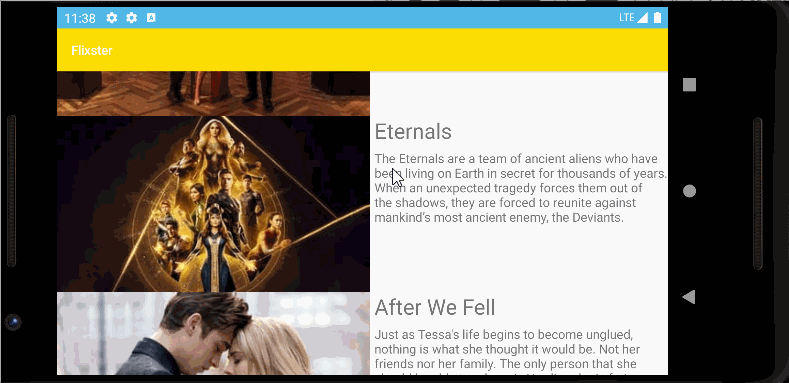 11:38
LTE
Flixster
Eternals
The Eternals are a team of ancient aliens who have
been living on Earth in secret for thousands of years.
When an unexpected tragedy forces them out of
the shadows, they are forced to reunite against
mankind's most ancient enemy, the Deviants.
After We Fell
Just as Tessa's life begins to become unglued,
nothing is what she thought it would be. Not her
friends nor her family. The only person that she